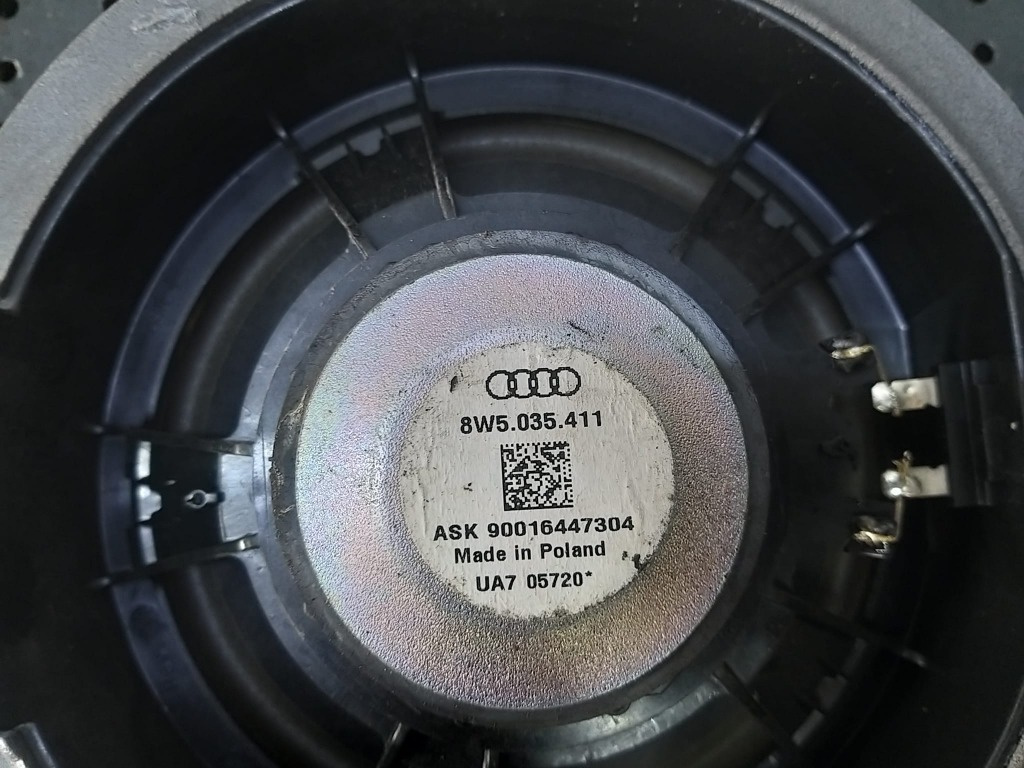 8W5.035.411
ASK 90016447304
Made in Poland
UA7 05720*